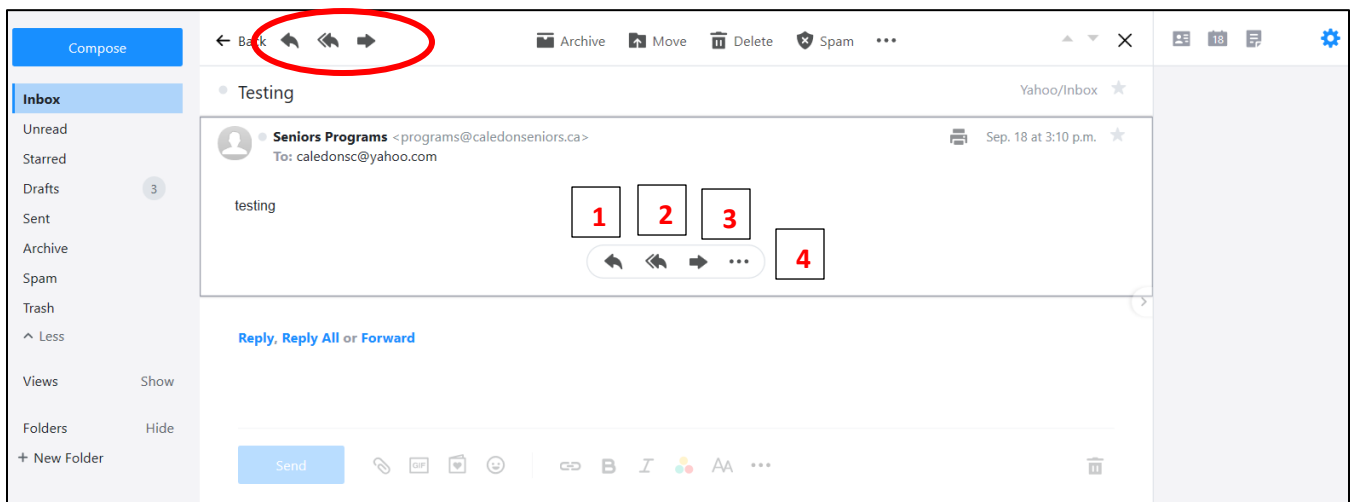 Compose
Back Archive Move Delete Spam
Testing Yahoo/Inbox
Inbox
Unread
Starred
Drafts 3
Sent
Archive
Spam
Trash
Less
Views Show
Folders Hide
+ New Folder
18
Seniors Programs <programs@caledonseniors.ca> Sep. 18 at 3:10 p.m.
To: caledonsc@yahoo.com
testing
1 2 3
4
Reply, Reply All or Forward
Send GIF B I AA